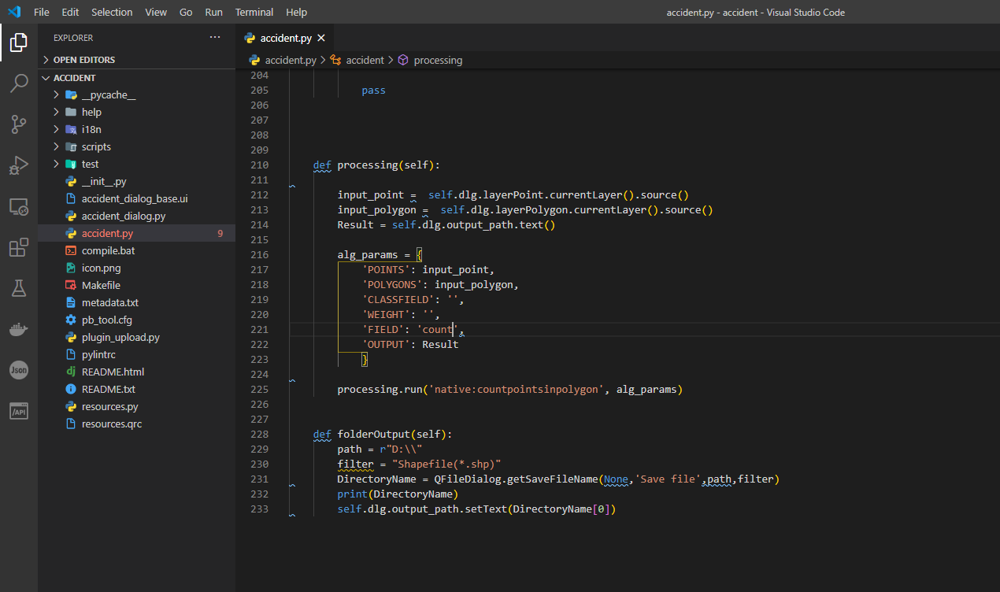 File Edit Selection View Go Run Terminal Help accident.py - accident - Visual Studio Code
EXPLORER ···
OPEN EDITORS
ACCIDENT
__pycache__
help
i18n
scripts
test
__init__.py
accident_dialog_base.ui
accident_dialog.py
accident.py 9
compile.bat
icon.png
Makefile
metadata.txt
pb_tool.cfg
plugin_upload.py
pylintrc
dj README.html
README.txt
resources.py
resources.qrc
Json
/API
accident.py
accident.py > accident > processing
204
205 pass
206
207
208
209
210 def processing(self):
211
212 input_point =  self.dlg.layerPoint.currentLayer().source()
213 input_polygon =  self.dlg.layerPolygon.currentLayer().source()
214 Result = self.dlg.output_path.text()
215
216 alg_params = {
217 'POINTS': input_point,
218 'POLYGONS': input_polygon,
219 'CLASSFIELD': '',
220 'WEIGHT': '',
221 'FIELD': 'count',
222 'OUTPUT': Result
223 }
224
225 processing.run('native:countpointsinpolygon', alg_params)
226
227
228 def folderOutput(self):
229 path = r"D:\\"
230 filter = "Shapefile(*.shp)"
231 DirectoryName = QFileDialog.getSaveFileName(None,'Save file',path,filter)
232 print(DirectoryName)
233 self.dlg.output_path.setText(DirectoryName[0])